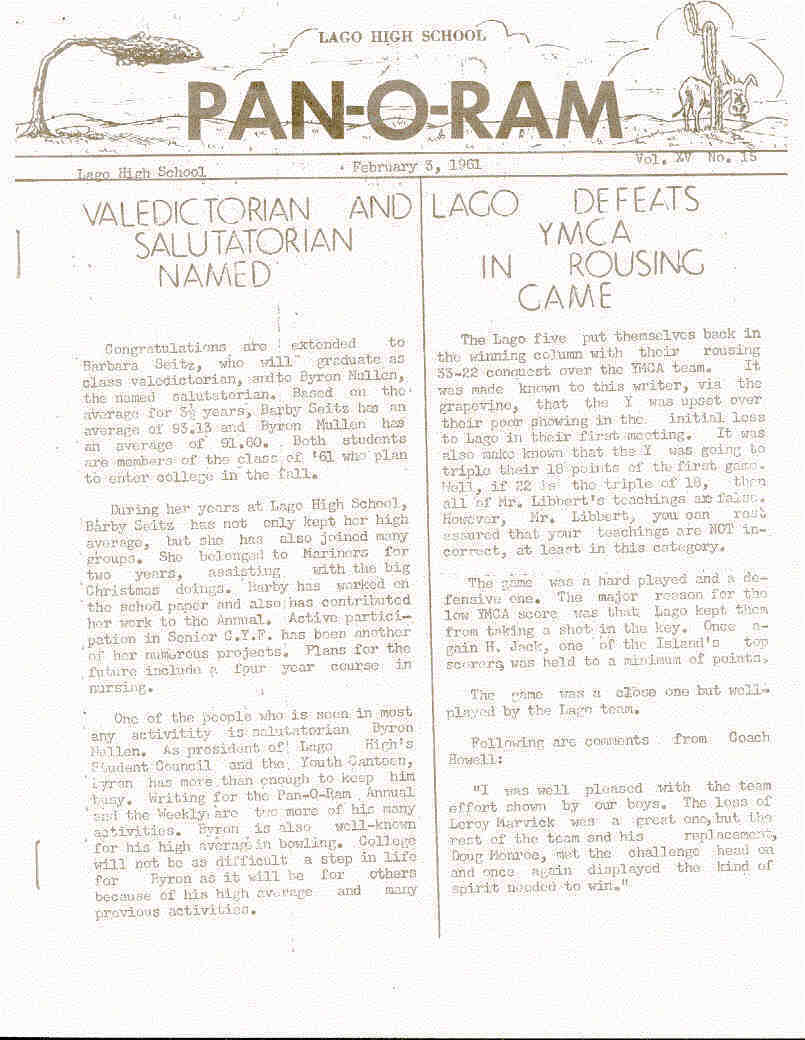 LAGO HIGH SCHOOL
PAN-O-RAM
Lago High School
February 3, 1961
Vol. XV No. 15
VALEDICTORIAN AND
SALUTATORIAN
NAMED
Congratulations are extended to
Barbara Seitz, who will graduate as
class valedictorian, andto Byron Mullen,
the named salutatorian. Based on the
average for 3½ years, Barby Seitz has an
average of 93.13 and Byron Mullen has
an average of 91.60. Both students
are members of the class of '61 who plan
to enter college in the fall.
During her years at Lago High School,
Barby Seitz has not only kept her high
average, but she has also joined many
groups. She belonged to Mariners for
two years, assisting with the big
Christmas doings. Barby has worked on
the school paper and also has contributed
her work to the Annual. Active partici-
pation in Senior C.Y.F. has been another
of her numerous projects. Plans for the
future include a four year course in
nursing.
One of the people who is seen in most
any activitity is salutatorian Byron
Mullen. As president of Lago High's
Student Council and the Youth Canteen,
Byron has more than enough to keep him
busy. Writing for the Pan-O-Ram Annual
and the Weekly are two more of his many
activities. Byron is also well-known
for his high average in bowling. College
will not be as difficult a step in life
for Byron as it will be for others
because of his high average and many
previous activities.
LAGO DEFEATS
YMCA
IN ROUSING
GAME
The Lago five put themselves back in
the winning column with their rousing
33-22 conquest over the YMCA team. It
was made known to this writer, via the
grapevine, that the Y was upset over
their poor showing in the initial loss
to Lago in their first meeting. It was
also make known that the Y was going to
triple their 18 points of the first game.
Well, if 22 is the triple of 18, then
all of Mr. Libbert's teachings are false.
However, Mr. Libbert, you can rest
assured that your teachings are NOT in-
correct, at least in this category.
The game was a hard played and a de-
fensive one. The major reason for the
low YMCA score was that Lago kept them
from taking a shot in the key. Once a-
gain H. Jack, one of the Island's top
scorers was held to a minimum of points.
The game was a close one but well-
played by the Lago team.
Following are comments from Coach
Howell:
"I was well pleased with the team
effort shown by our boys. The loss of
Leroy Marvick was a great one, but the
rest of the team and his replacement,
Doug Monroe, met the challenge head on
and once again displayed the kind of
spirit needed to win."